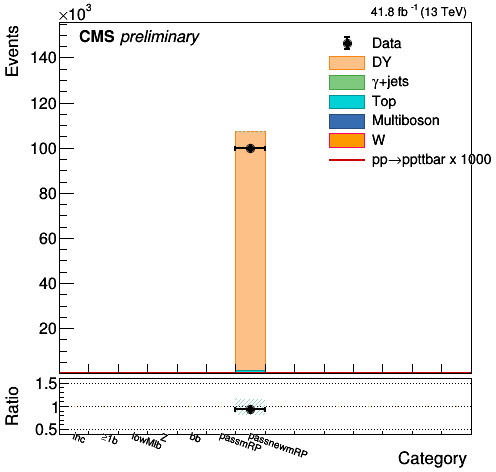 ×10³
41.8 fb⁻¹ (13 TeV)
CMS preliminary
Events
140
120
100
80
60
40
20
Data
DY
γ+jets
Top
Multiboson
W
pp→ppttbar x 1000
Ratio
1.5
1
0.5
inc ≥1b lowMlb Z bb passmRP passnewmRP
Category